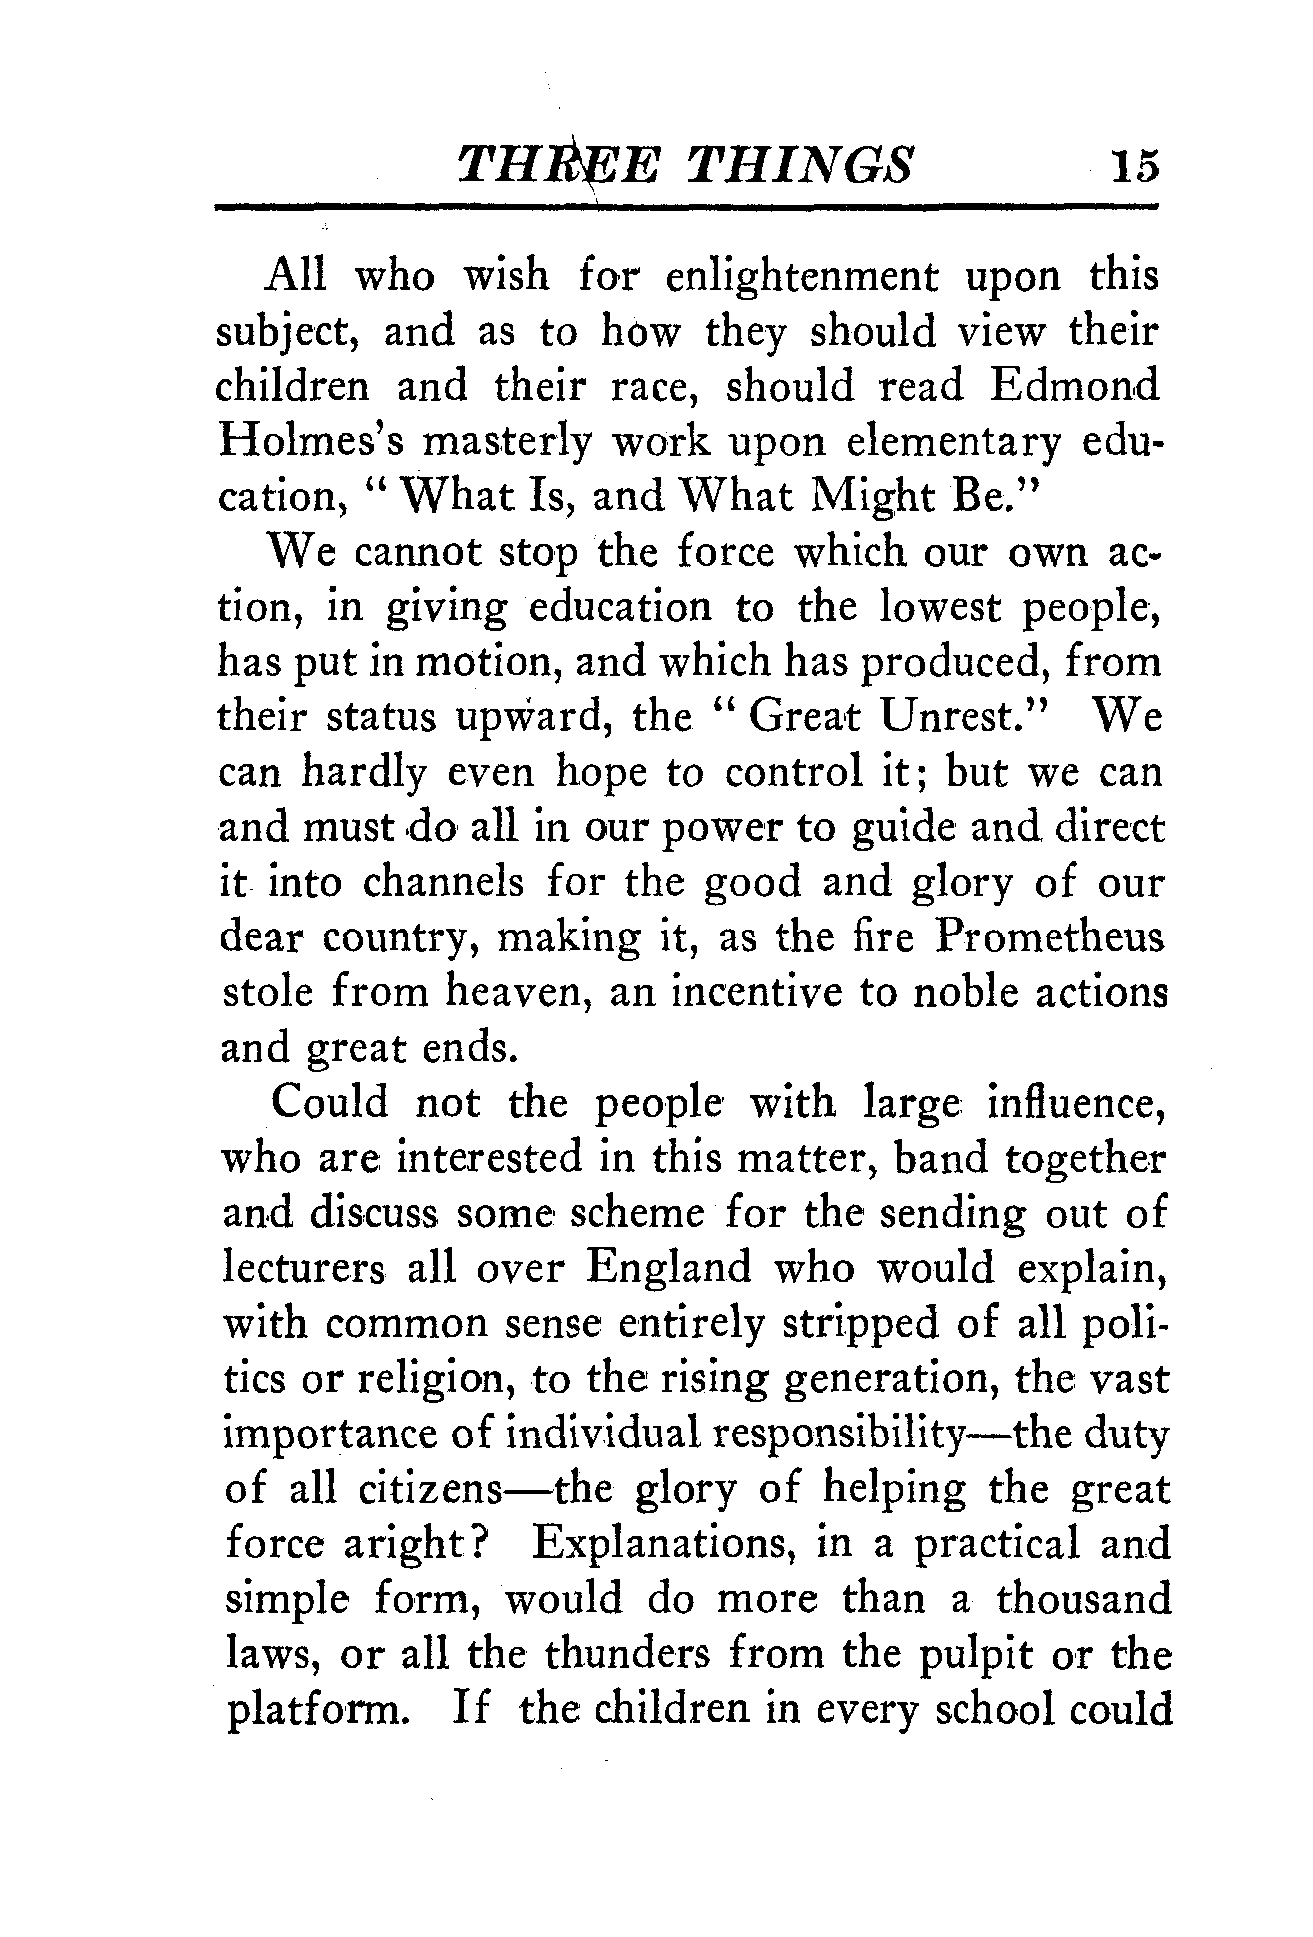 THREE THINGS 15
All who wish for enlightenment upon this
subject, and as to how they should view their
children and their race, should read Edmond
Holmes's masterly work upon elementary edu-
cation, " What Is, and What Might Be."
We cannot stop the force which our own ac-
tion, in giving education to the lowest people,
has put in motion, and which has produced, from
their status upward, the " Great Unrest." We
can hardly even hope to control it; but we can
and must do all in our power to guide and direct
it into channels for the good and glory of our
dear country, making it, as the fire Prometheus
stole from heaven, an incentive to noble actions
and great ends.
Could not the people with large influence,
who are interested in this matter, band together
and discuss some scheme for the sending out of
lecturers all over England who would explain,
with common sense entirely stripped of all poli-
tics or religion, to the rising generation, the vast
importance of individual responsibility—the duty
of all citizens—the glory of helping the great
force aright? Explanations, in a practical and
simple form, would do more than a thousand
laws, or all the thunders from the pulpit or the
platform. If the children in every school could